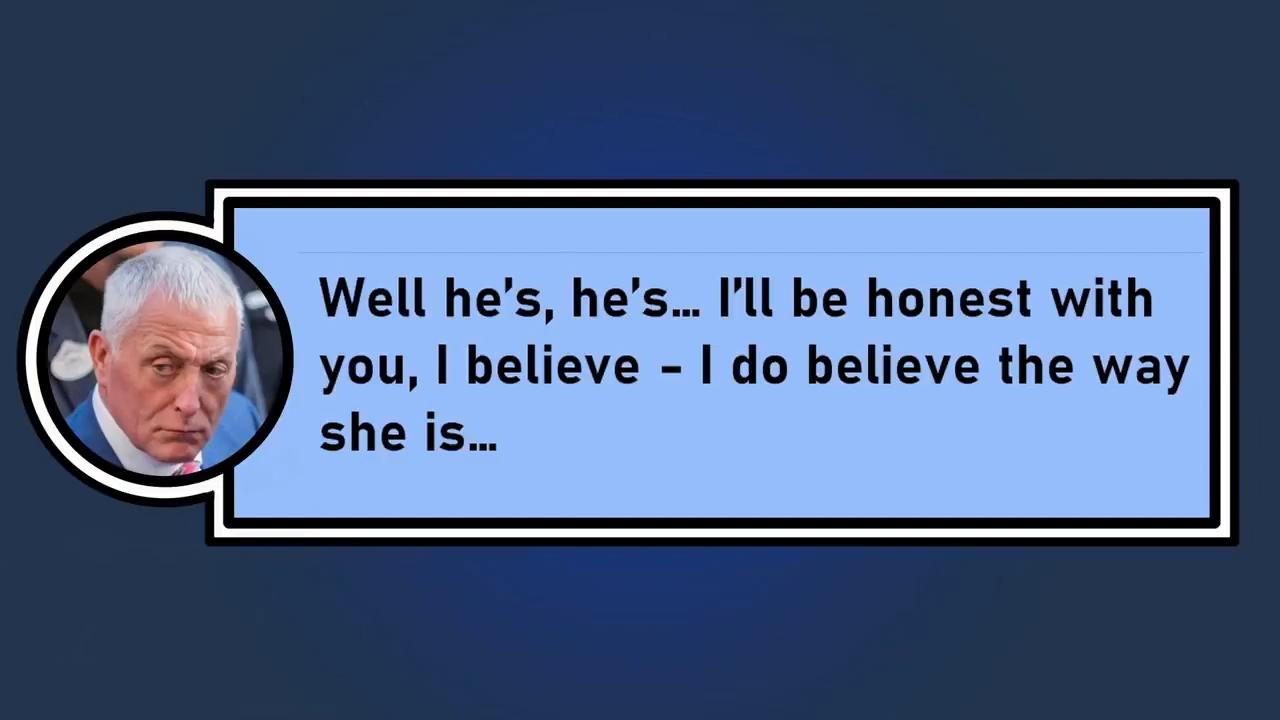 Well he’s, he’s... I’ll be honest with
you, I believe - I do believe the way
she is...